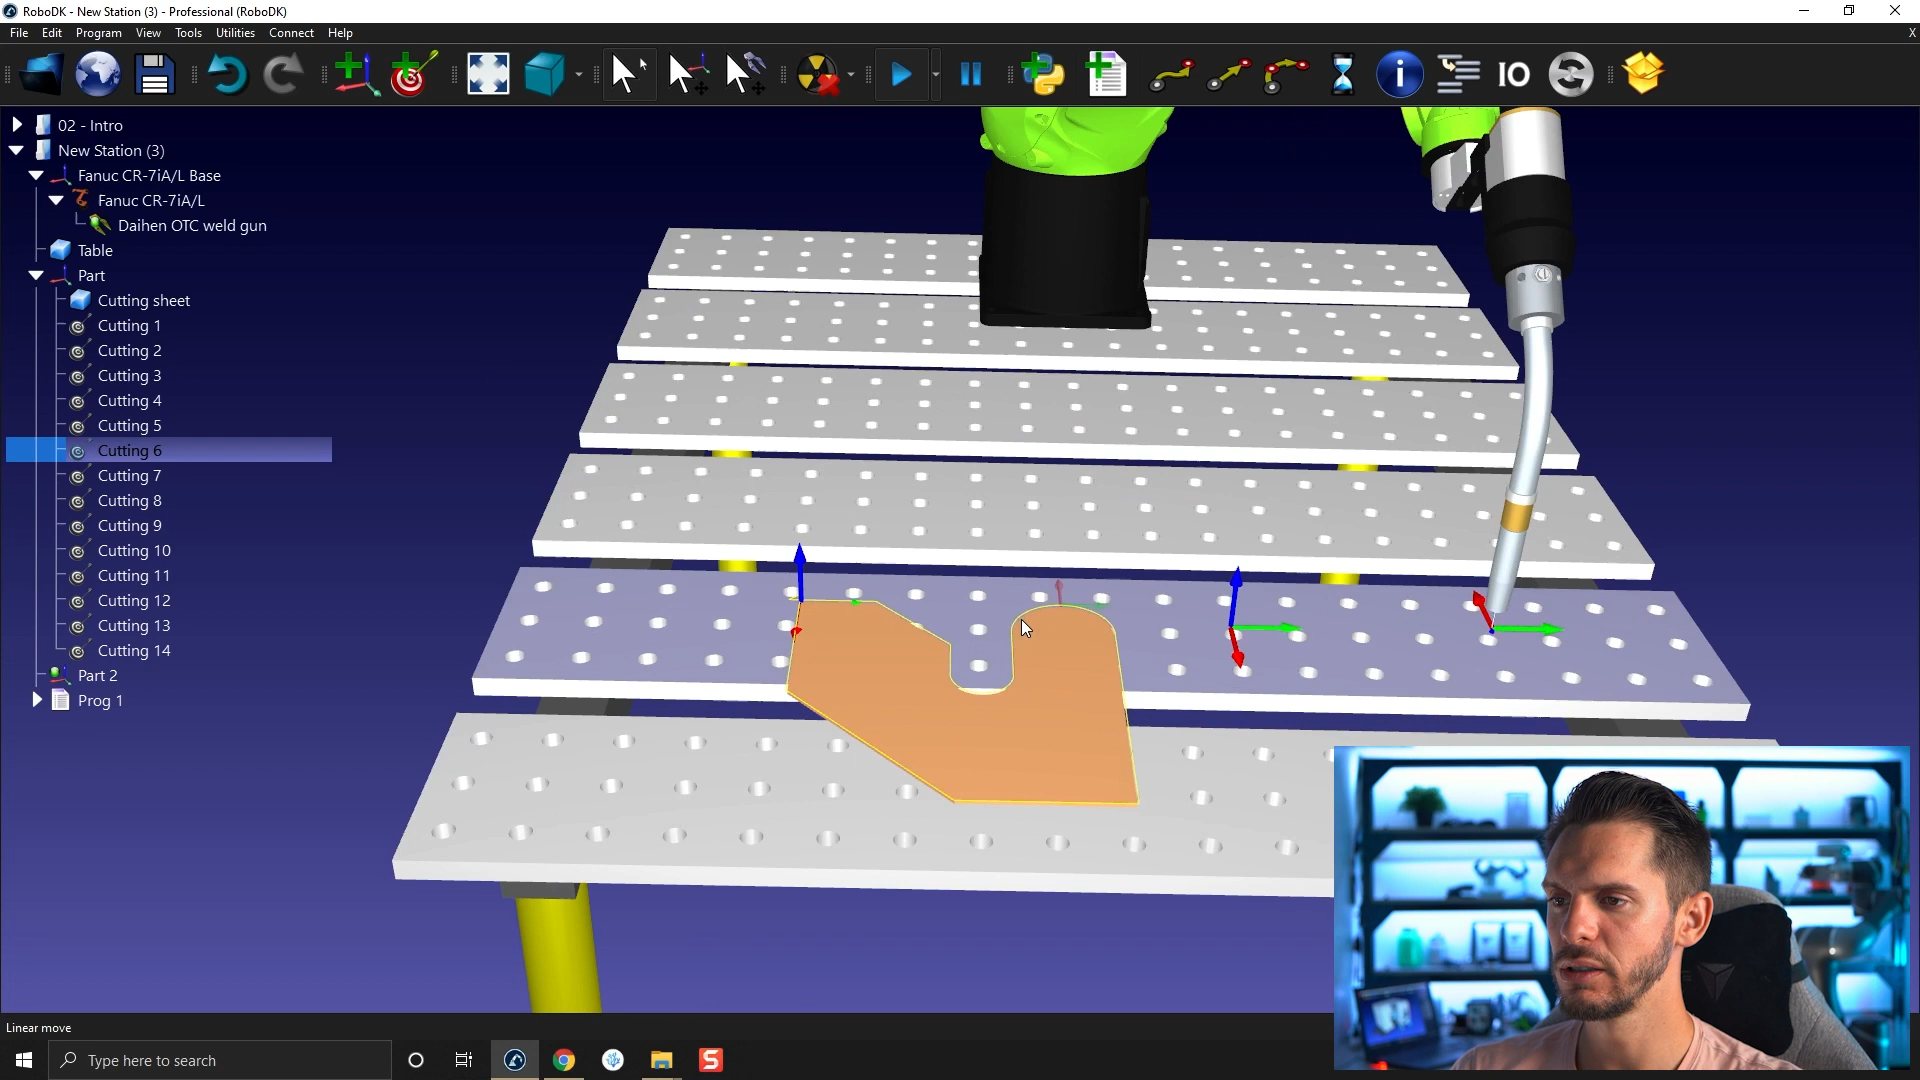 RoboDK - New Station (3) - Professional (RoboDK)
File Edit Program View Tools Utilities Connect Help X
IO
02 - Intro
New Station (3)
Fanuc CR-7iA/L Base
Fanuc CR-7iA/L
Daihen OTC weld gun
Table
Part
Cutting sheet
Cutting 1
Cutting 2
Cutting 3
Cutting 4
Cutting 5
Cutting 6
Cutting 7
Cutting 8
Cutting 9
Cutting 10
Cutting 11
Cutting 12
Cutting 13
Cutting 14
Part 2
Prog 1
Linear move
Type here to search